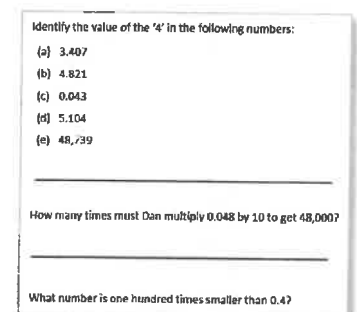 Identify the value of the '4' in the following numbers:
(a) 3.407
(b) 4.821
(c) 0.043
(d) 5.104
(e) 48,739
How many times must Dan multiply 0.048 by 10 to get 48,000?
What number is one hundred times smaller than 0.4?